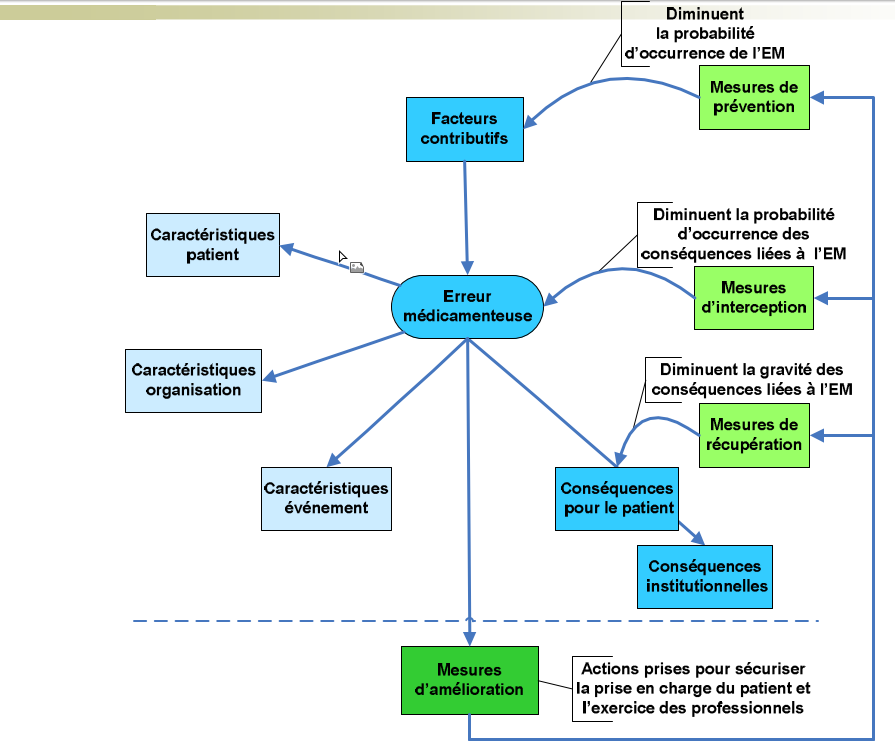 Diminuent
la probabilité
d'occurrence de l'EM
Mesures de
prévention
Facteurs
contributifs
Caractéristiques
patient
Diminuent la probabilité
d'occurrence des
conséquences liées à l'EM
Mesures
d'interception
Erreur
médicamenteuse
Caractéristiques
organisation
Diminuent la gravité des
conséquences liées à l'EM
Mesures de
récupération
Caractéristiques
événement
Conséquences
pour le patient
Conséquences
institutionnelles
Mesures
d'amélioration
Actions prises pour sécuriser
la prise en charge du patient et
l'exercice des professionnels